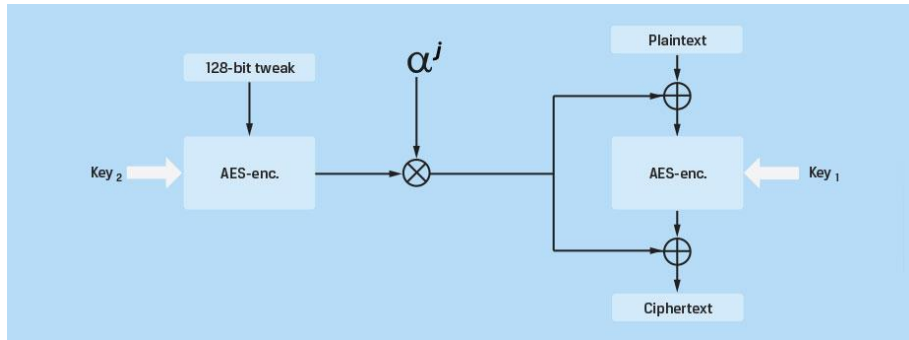 Plaintext
128-bit tweak
αʲ
Key ₂
AES-enc.
AES-enc.
Key ₁
Ciphertext